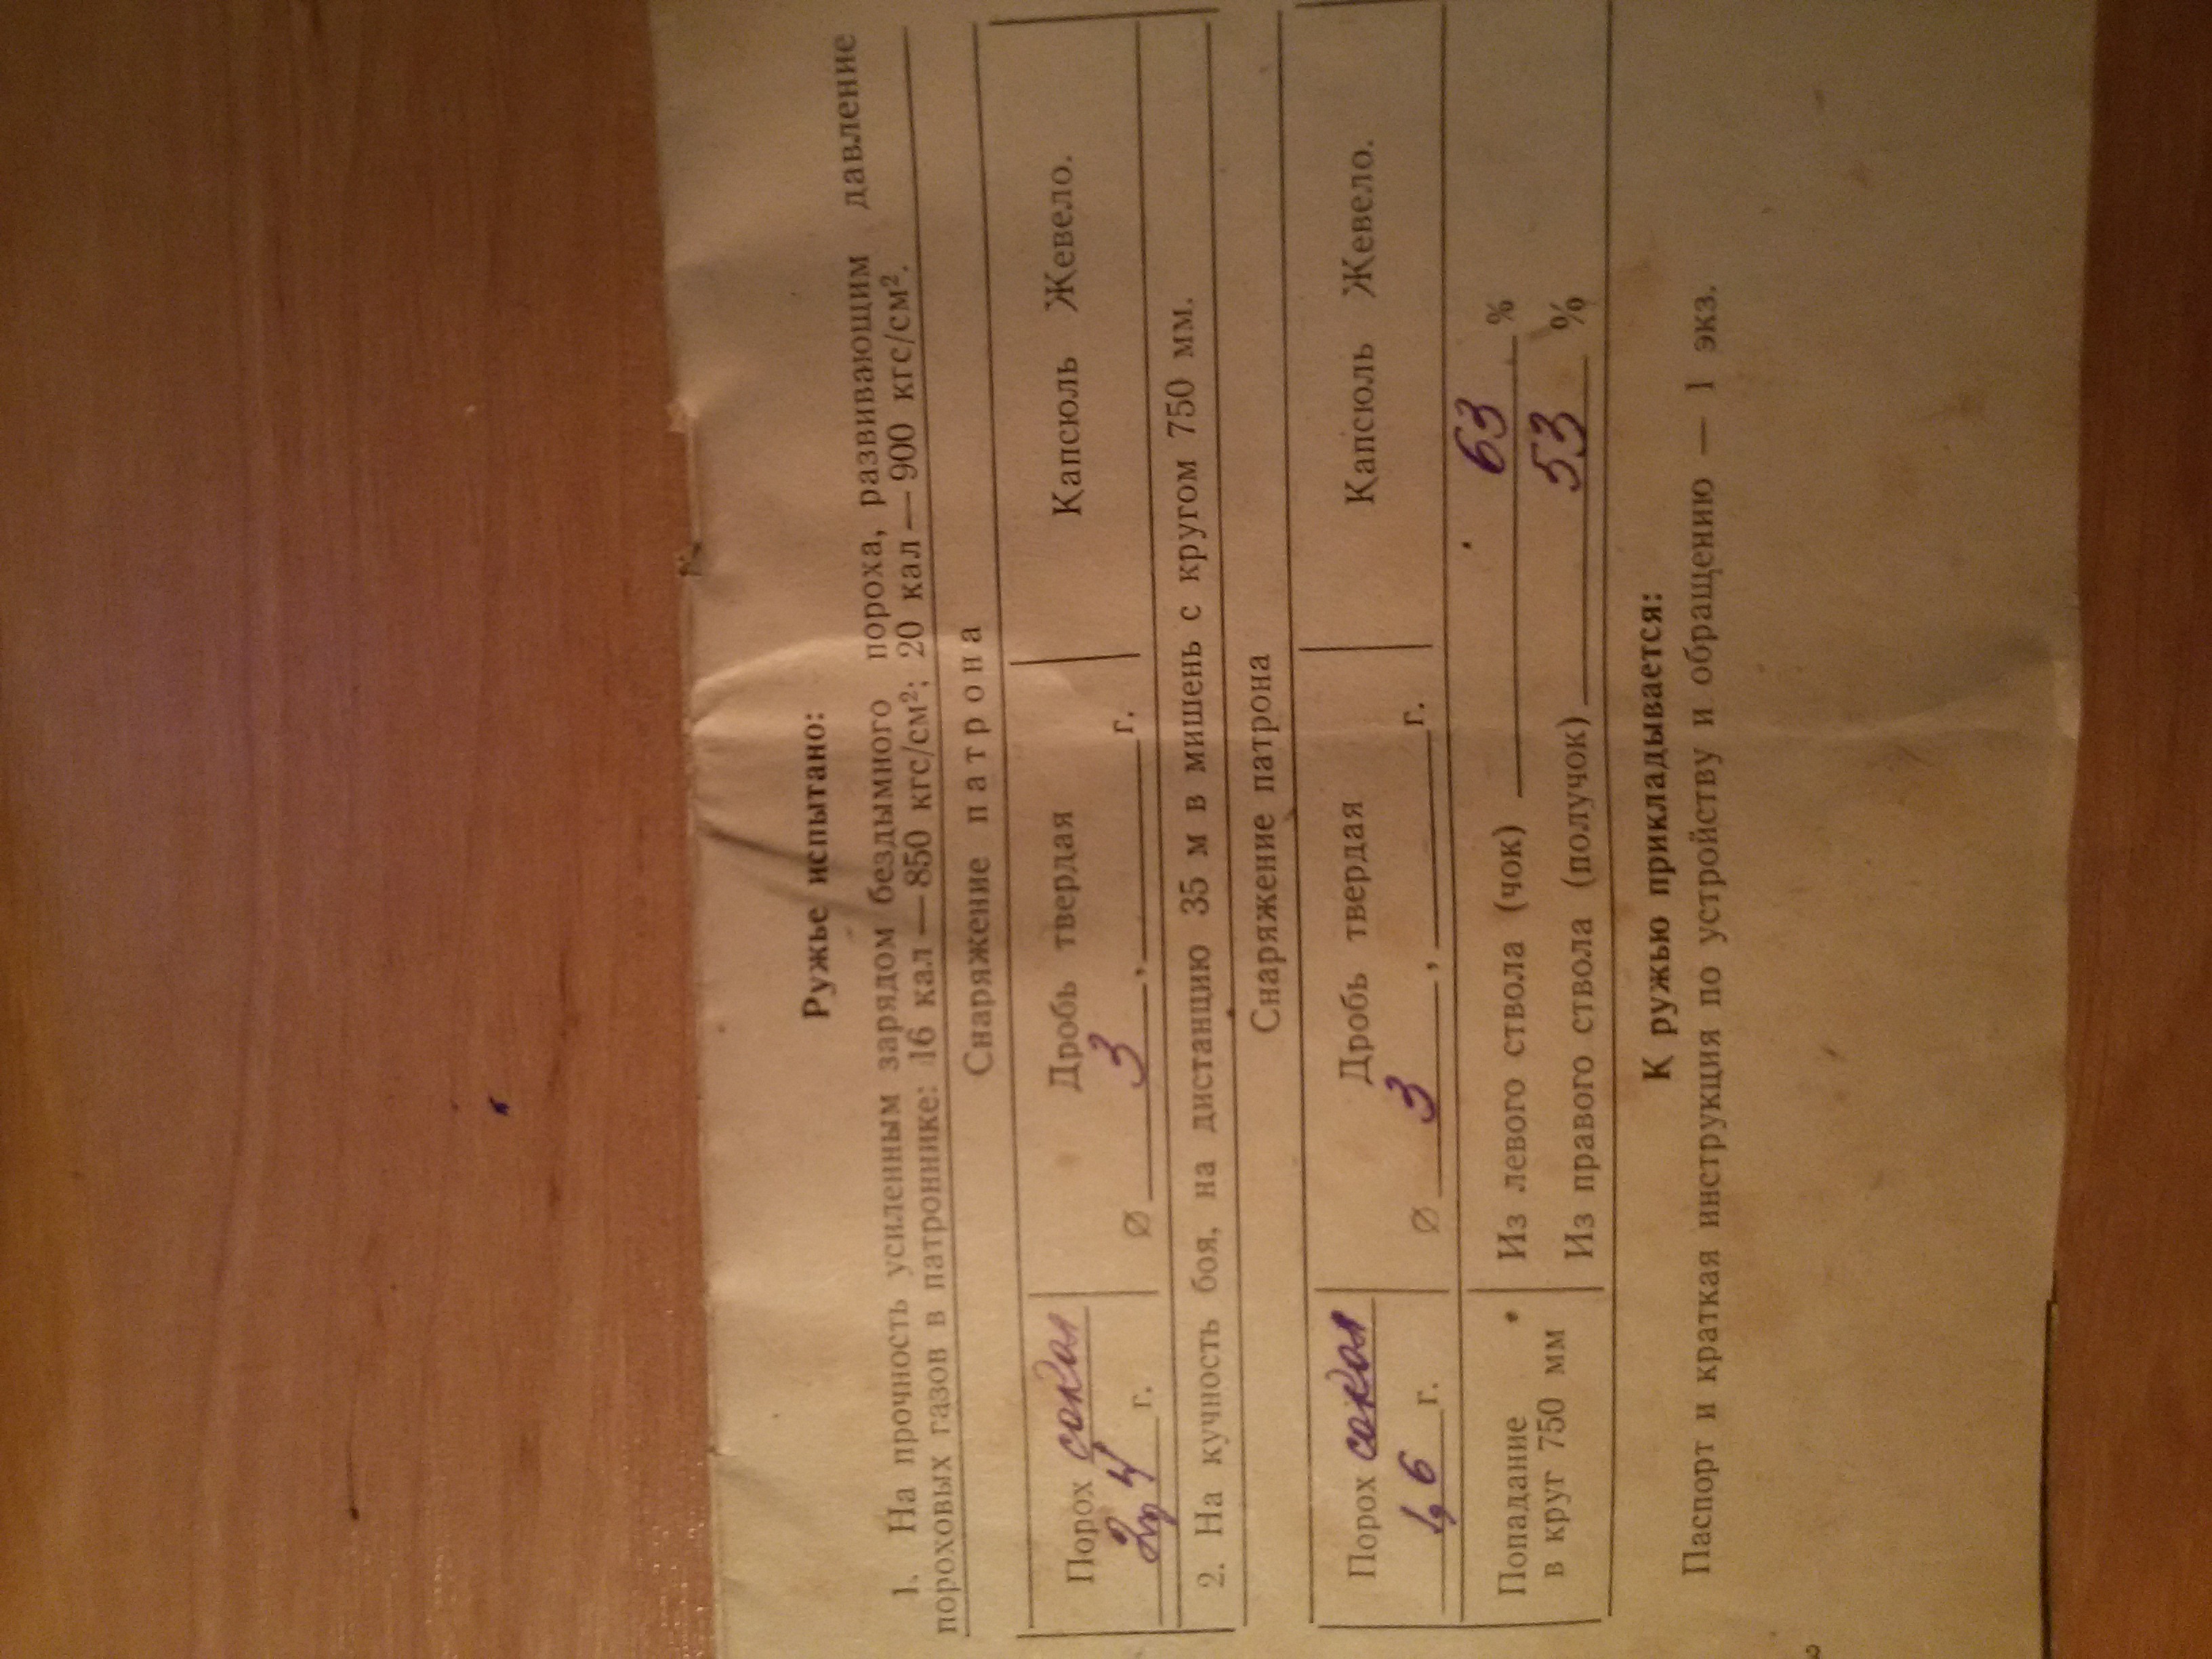 Ружье испытано:
1. На прочность усиленным зарядом бездымного пороха, развивающим давление
пороховых газов в патроннике: 16 кал—850 кгс/см²; 20 кал—900 кгс/см².
Снаряжение патрона
Порох сокол Дробь твердая Капсюль Жевело.
2,4 г. ∅ 3 , г.
2. На кучность боя, на дистанцию 35 м в мишень с кругом 750 мм.
Снаряжение патрона
Порох сокол Дробь твердая Капсюль Жевело.
1,6 г. ∅ 3 , г.
Попадание Из левого ствола (чок) 63 %
в круг 750 мм Из правого ствола (получок) 53 %
К ружью прикладывается:
Паспорт и краткая инструкция по устройству и обращению — 1 экз.